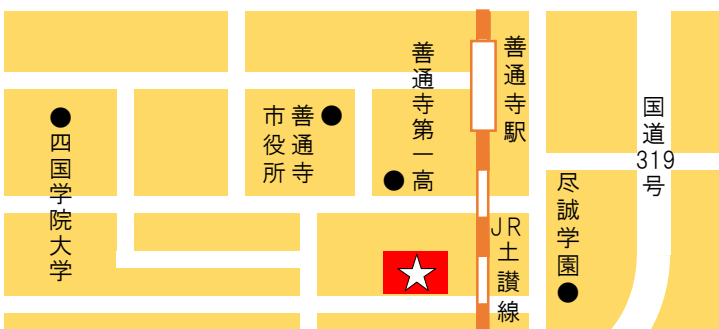 四国学院大学
善通寺
市役所
善通寺第一高
善通寺駅
JR土讃線
尽誠学園
国道319号